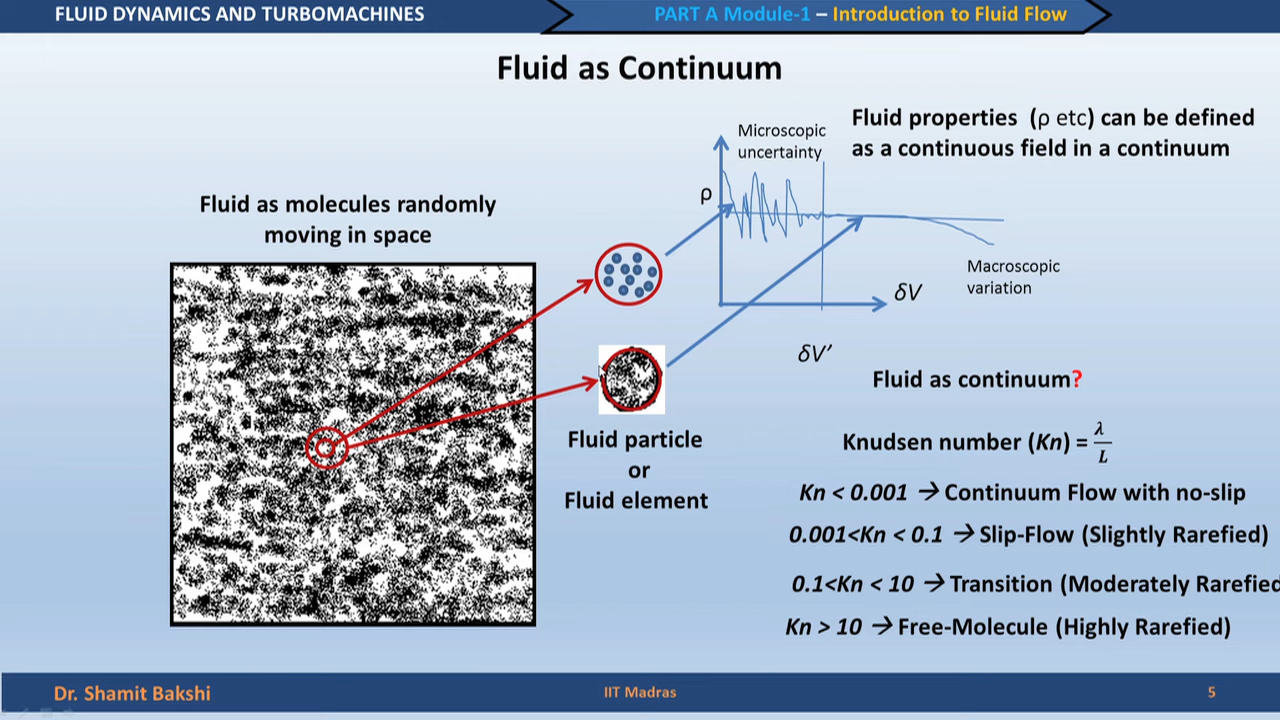 FLUID DYNAMICS AND TURBOMACHINES
PART A Module-1 – Introduction to Fluid Flow
Fluid as Continuum
Fluid as molecules randomly
moving in space
Microscopic
uncertainty
ρ
δV
δV’
Macroscopic
variation
Fluid properties (ρ etc) can be defined
as a continuous field in a continuum
Fluid particle
or
Fluid element
Fluid as continuum?
Knudsen number (Kn) = λ/L
Kn < 0.001 → Continuum Flow with no-slip
0.001<Kn < 0.1 → Slip-Flow (Slightly Rarefied)
0.1<Kn < 10 → Transition (Moderately Rarefied
Kn > 10 → Free-Molecule (Highly Rarefied)
Dr. Shamit Bakshi
IIT Madras
5